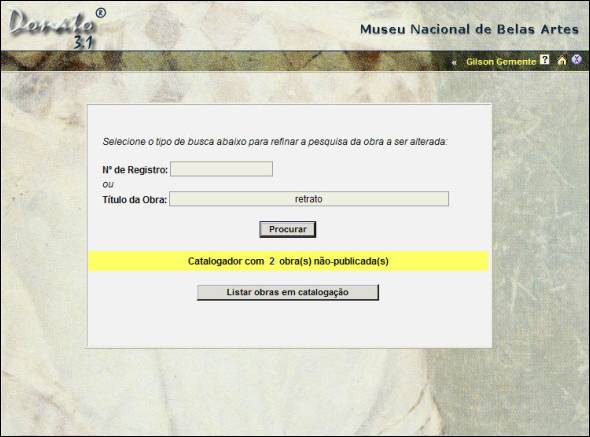 Donato ®
3.1
Museu Nacional de Belas Artes
« Gilson Gemente ? X
Selecione o tipo de busca abaixo para refinar a pesquisa da obra a ser alterada:
Nº de Registro:
ou
Título da Obra: retrato
Procurar
Catalogador com 2 obra(s) não-publicada(s)
Listar obras em catalogação